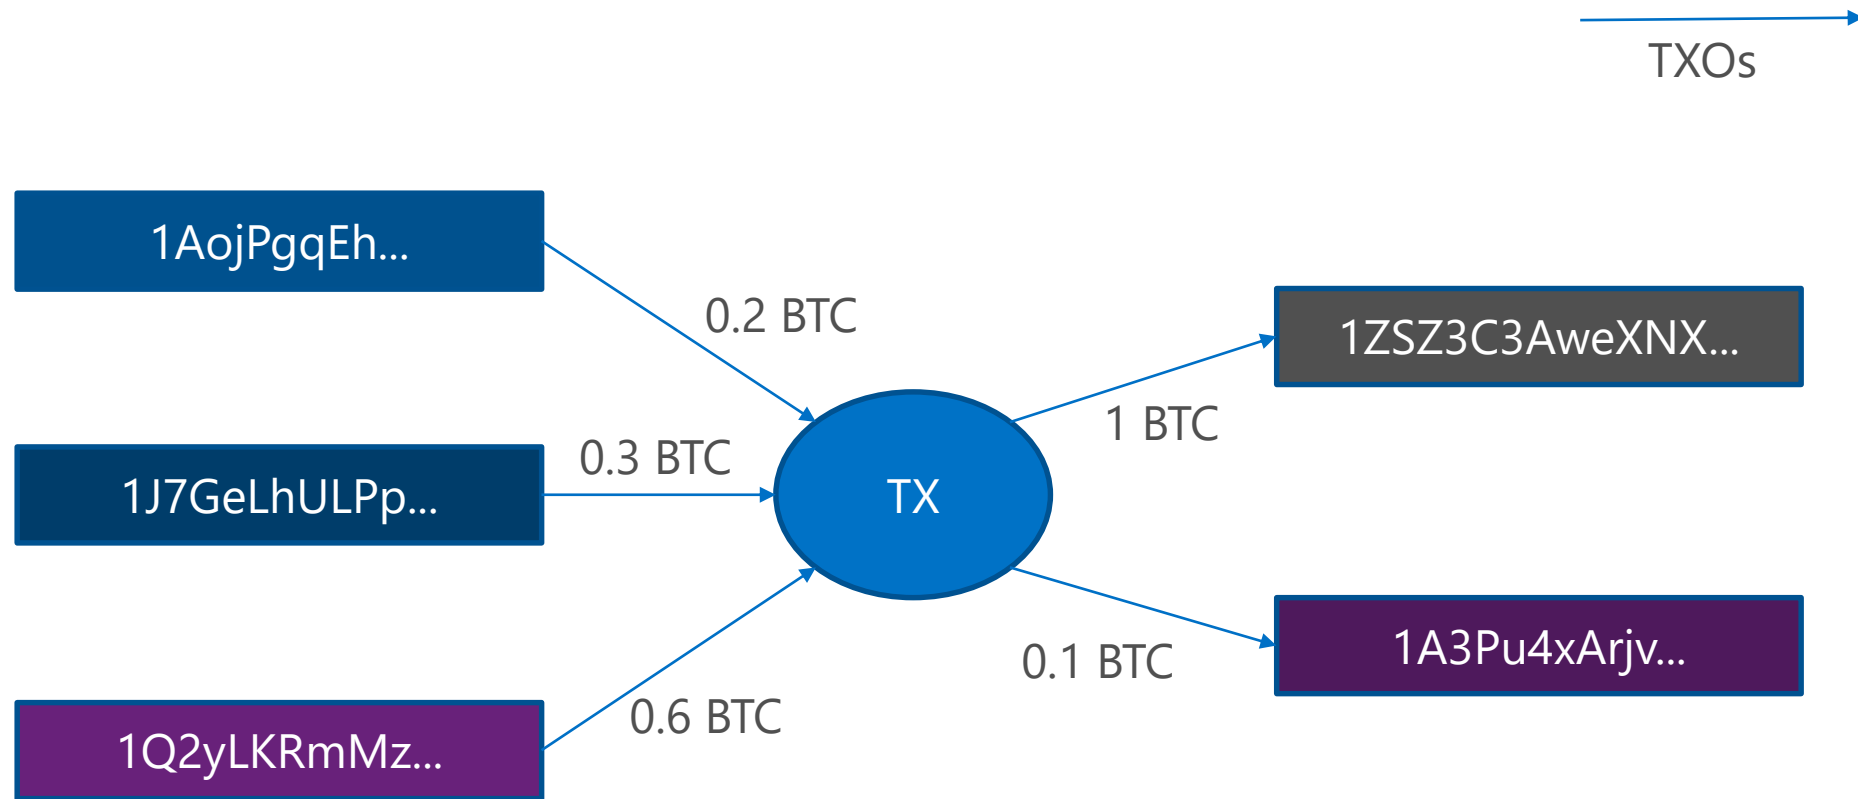 TXOs
1AojPgqEh...
0.2 BTC
1ZSZ3C3AweXNX...
1 BTC
0.3 BTC
1J7GeLhULPp...
TX
1A3Pu4xArjv...
0.1 BTC
0.6 BTC
1Q2yLKRmMz...